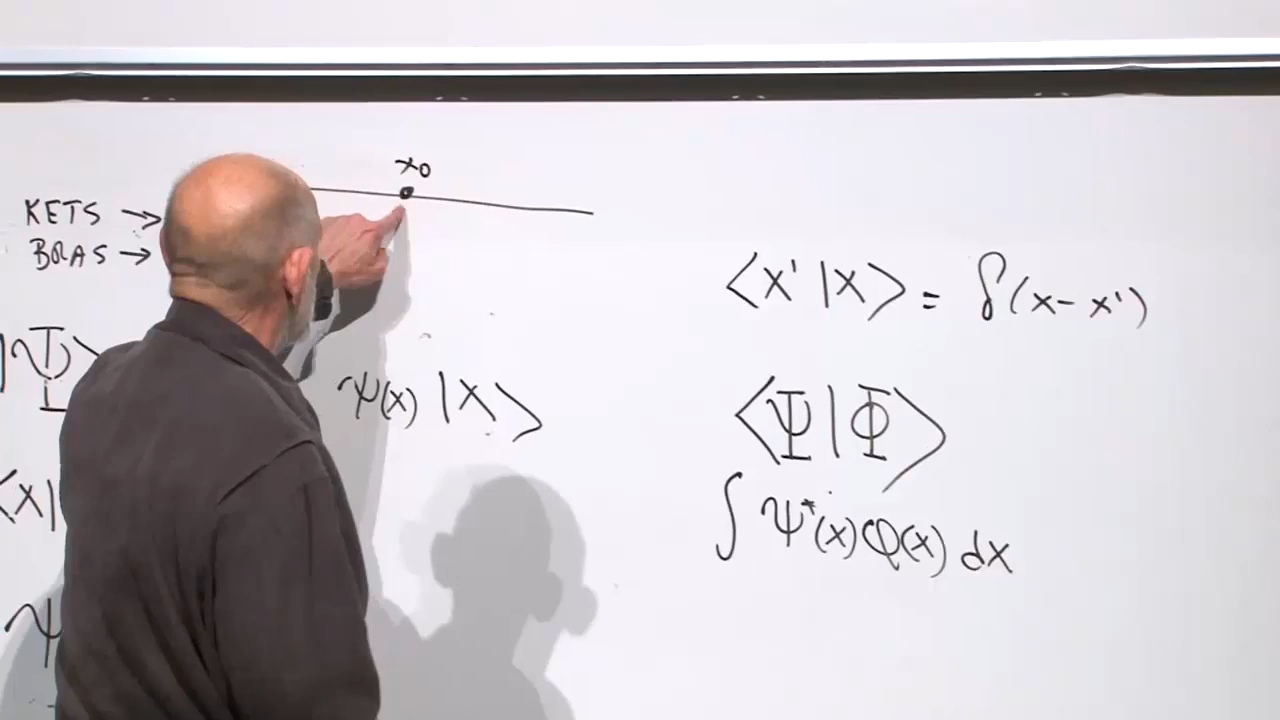 x₀
KETS →
BRAS →
⟨x'|x⟩ = δ(x-x')
|Ψ⟩
ψ(x) |x⟩
⟨Ψ|Φ⟩
⟨x|
∫ψ*(x)φ(x) dx
ψ